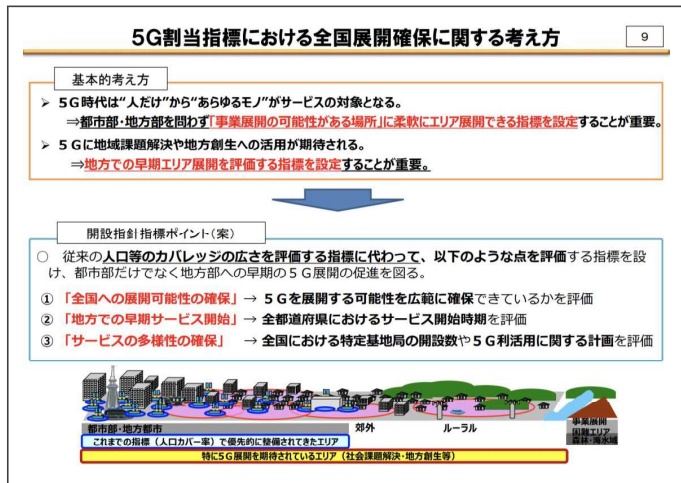 5G割当指標における全国展開確保に関する考え方
9
基本的考え方
➢ 5G時代は“人だけ”から“あらゆるモノ”がサービスの対象となる。
⇒都市部・地方部を問わず「事業展開の可能性がある場所」に柔軟にエリア展開できる指標を設定することが重要。
➢ 5Gに地域課題解決や地方創生への活用が期待される。
⇒地方での早期エリア展開を評価する指標を設定することが重要。
開設指針指標ポイント(案)
○ 従来の人口等のカバレッジの広さを評価する指標に代わって、以下のような点を評価する指標を設
け、都市部だけでなく地方部への早期の5G展開の促進を図る。
① 「全国への展開可能性の確保」 → 5Gを展開する可能性を広範に確保できているかを評価
② 「地方での早期サービス開始」 → 全都道府県におけるサービス開始時期を評価
③ 「サービスの多様性の確保」 → 全国における特定基地局の開設数や5G利活用に関する計画を評価
都市部・地方都市
郊外
ルーラル
事業展開
困難エリア
森林・海水域
これまでの指標(人口カバー率)で優先的に整備されてきたエリア
特に5G展開を期待されているエリア(社会課題解決・地方創生等)